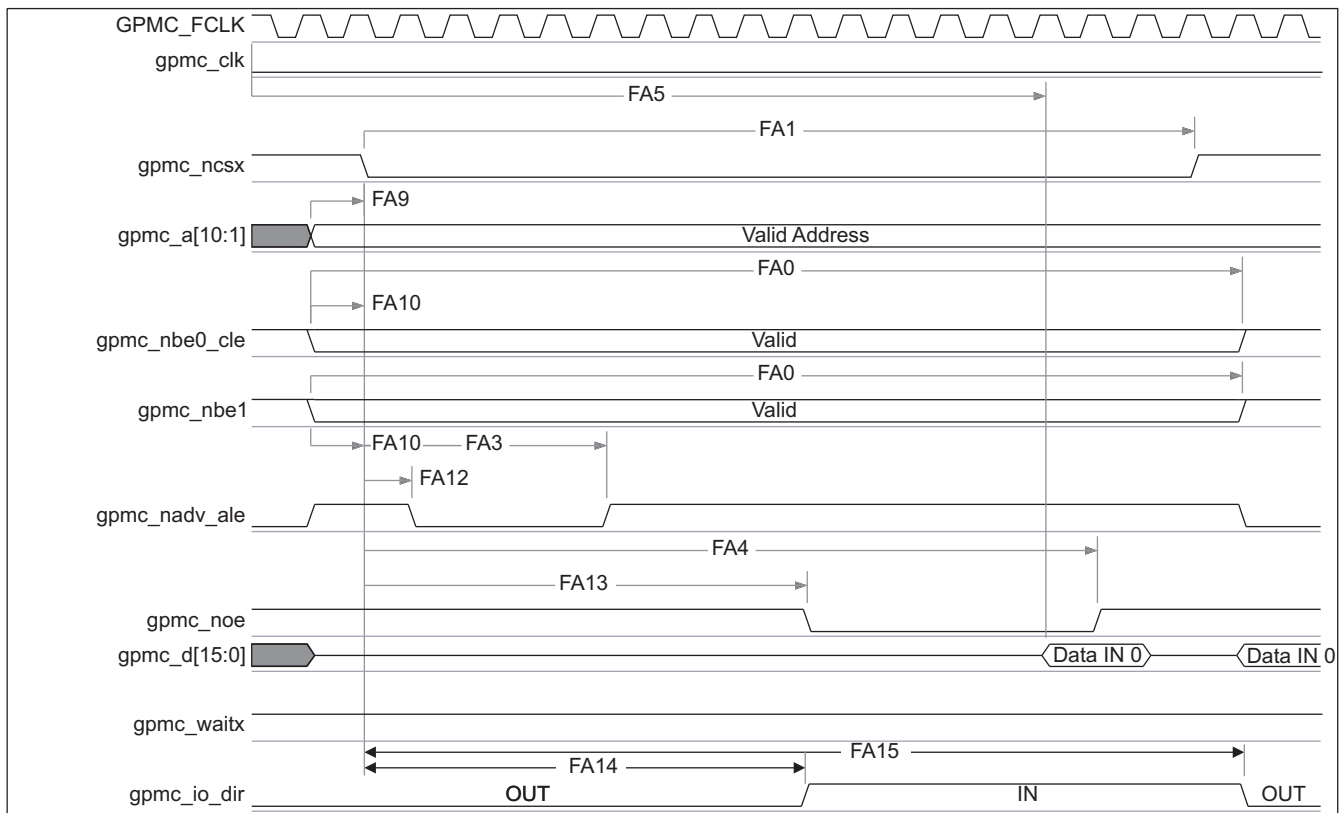 GPMC_FCLK
gpmc_clk
FA5
FA1
gpmc_ncsx
FA9
gpmc_a[10:1]
Valid Address
FA0
FA10
gpmc_nbe0_cle
Valid
FA0
gpmc_nbe1
Valid
FA10
FA3
FA12
gpmc_nadv_ale
FA4
FA13
gpmc_noe
gpmc_d[15:0]
Data IN 0
Data IN 0
gpmc_waitx
FA15
FA14
gpmc_io_dir
OUT
IN
OUT